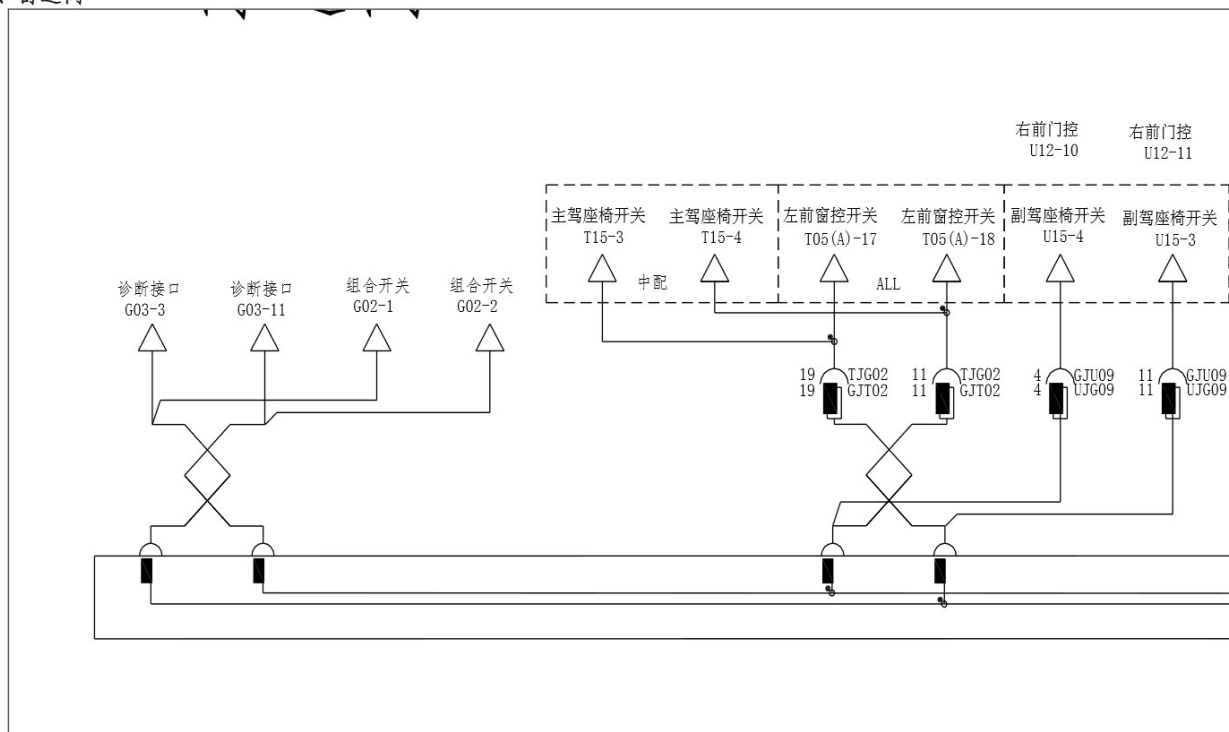 右前门控
U12-10
右前门控
U12-11
主驾座椅开关
T15-3
主驾座椅开关
T15-4
左前窗控开关
T05(A)-17
左前窗控开关
T05(A)-18
副驾座椅开关
U15-4
副驾座椅开关
U15-3
中配
ALL
诊断接口
G03-3
诊断接口
G03-11
组合开关
G02-1
组合开关
G02-2
19 TJG02
19 GJT02
11 TJG02
11 GJT02
4 GJU09
4 UJG09
11 GJU09
11 UJG09